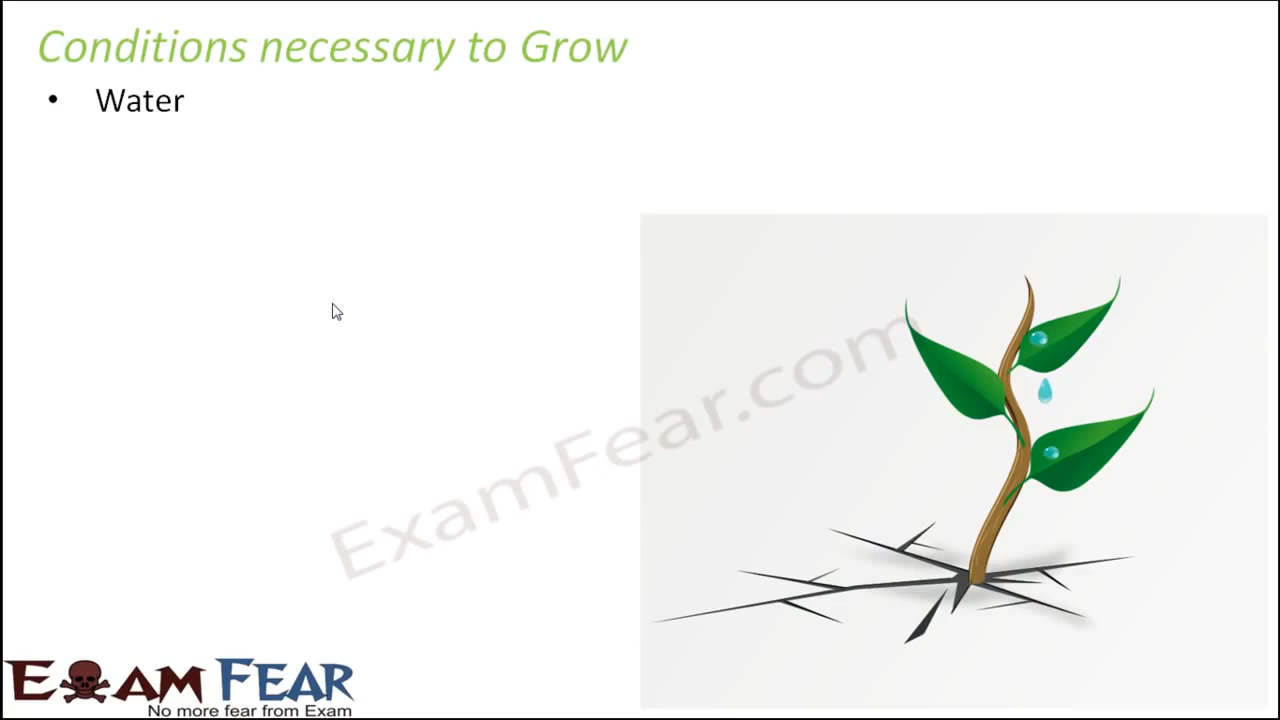 Conditions necessary to Grow
• Water
ExamFear.com
EXAM FEAR
No more fear from Exam